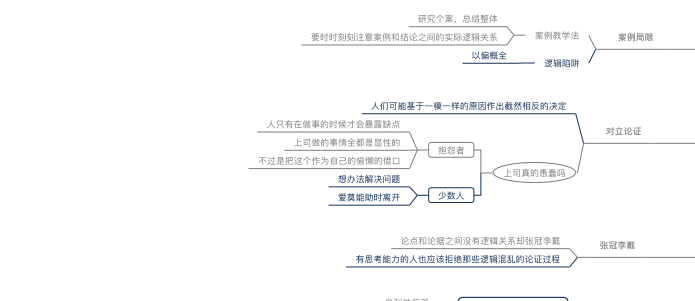 研究个案，总结整体
要时时刻刻注意案例和结论之间的实际逻辑关系
案例教学法
案例局限
以偏概全
逻辑陷阱
人们可能基于一模一样的原因作出截然相反的决定
人只有在做事的时候才会暴露缺点
对立论证
上司做的事情全都是显性的
抱怨者
不过是把这个作为自己的偷懒的借口
上司真的愚蠢吗
想办法解决问题
少数人
爱莫能助时离开
论点和论据之间没有逻辑关系却张冠李戴
张冠李戴
有思考能力的人也应该拒绝那些逻辑混乱的论证过程